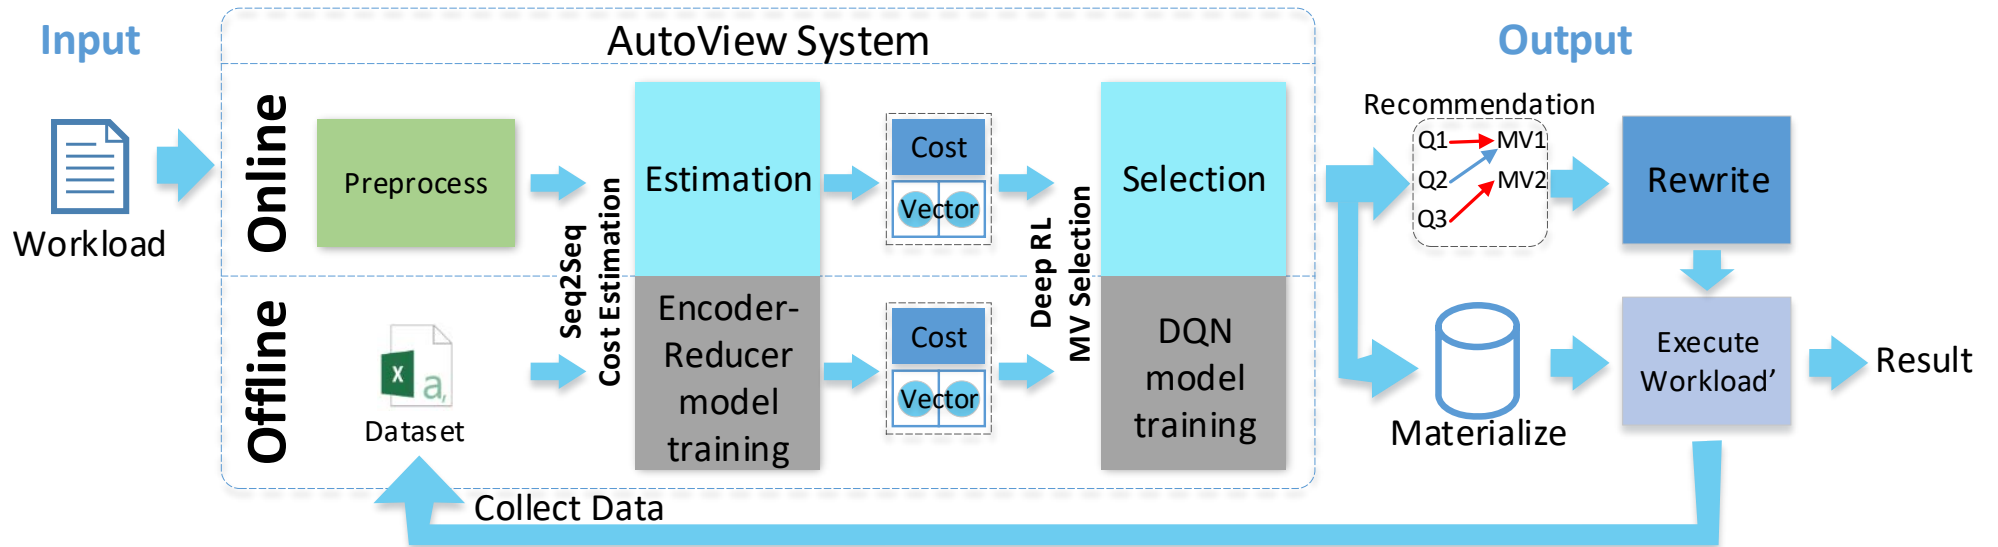 Input
AutoView System
Output
Workload
Online
Preprocess
Seq2Seq
Cost Estimation
Estimation
Cost
Vector
Deep RL
MV Selection
Selection
Recommendation
Q1
MV1
Q2
MV2
Q3
Rewrite
Offline
Dataset
X
a,
Encoder-
Reducer
model
training
Cost
Vector
DQN
model
training
Materialize
Execute
Workload’
Result
Collect Data